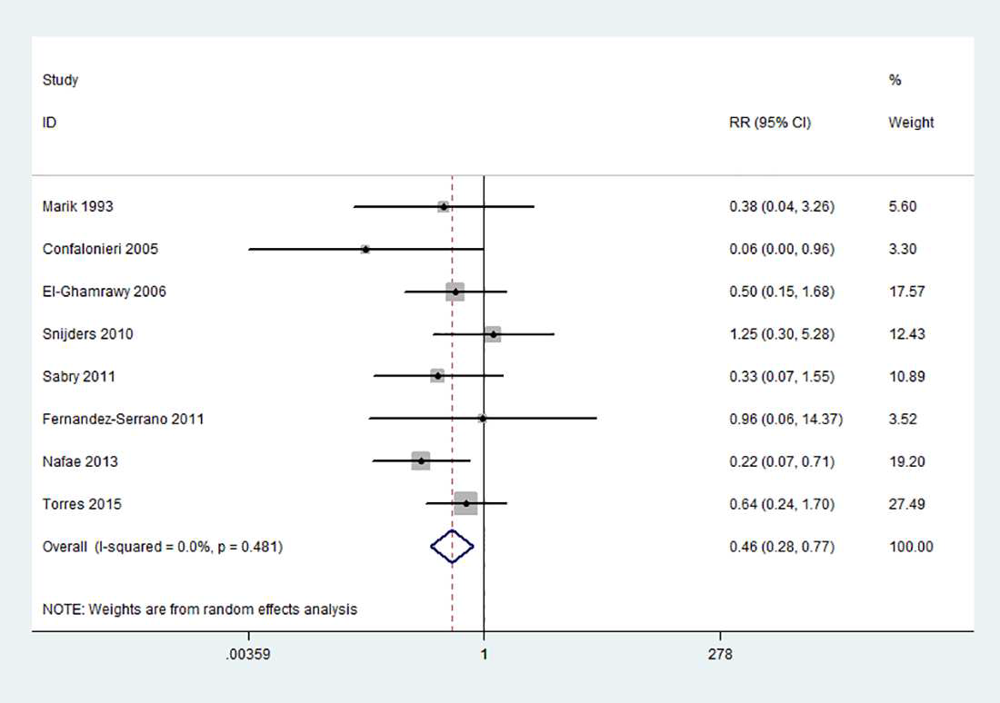 Study %
ID RR (95% CI) Weight
Marik 1993 0.38 (0.04, 3.26) 5.60
Confalonieri 2005 0.06 (0.00, 0.96) 3.30
El-Ghamrawy 2006 0.50 (0.15, 1.68) 17.57
Snijders 2010 1.25 (0.30, 5.28) 12.43
Sabry 2011 0.33 (0.07, 1.55) 10.89
Fernandez-Serrano 2011 0.96 (0.06, 14.37) 3.52
Nafae 2013 0.22 (0.07, 0.71) 19.20
Torres 2015 0.64 (0.24, 1.70) 27.49
Overall (I-squared = 0.0%, p = 0.481) 0.46 (0.28, 0.77) 100.00
NOTE: Weights are from random effects analysis
.00359 1 278